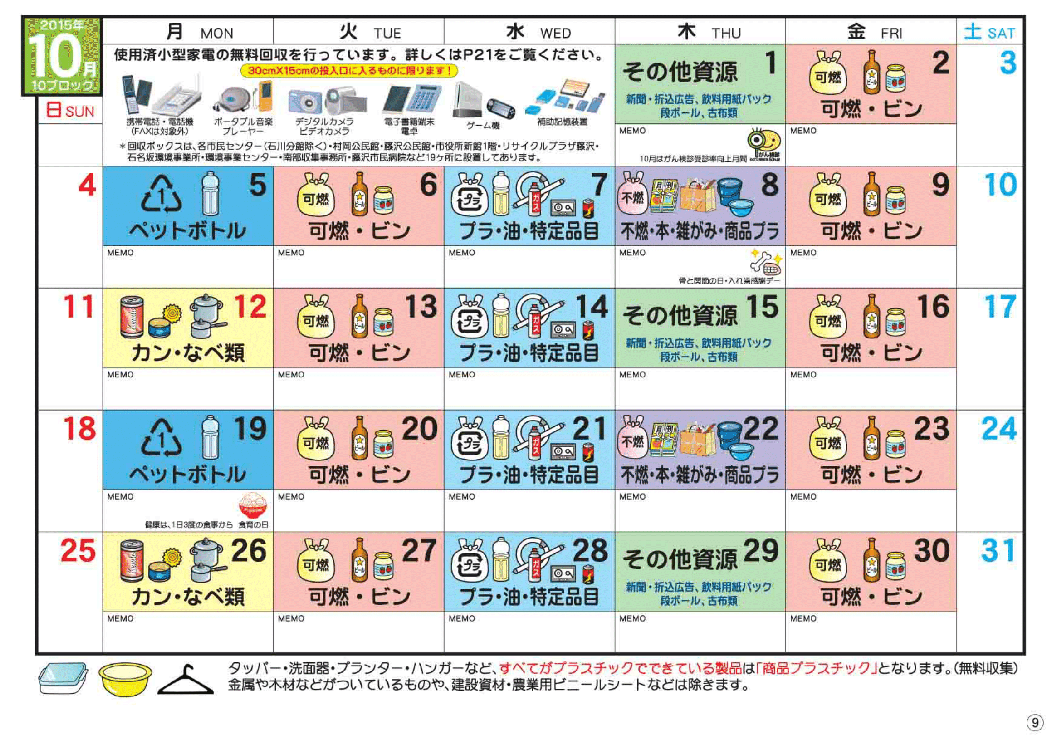 2015年
10月
10ブロック
日 SUN
月 MON
火 TUE
水 WED
木 THU
金 FRI
土 SAT
使用済小型家電の無料回収を行っています。詳しくはP21をご覧ください。
30cm×15cmの投入口に入るものに限ります！
携帯電話・電話機
(FAXは対象外)
ポータブル音楽
プレーヤー
デジタルカメラ
ビデオカメラ
電子書籍端末
電卓
ゲーム機
補助記憶装置
＊回収ボックスは、各市民センター(石川分館除く)・村岡公民館・藤沢公民館・市役所新館1階・リサイクルプラザ藤沢・
石名坂環境事業所・環境事業センター・南部収集事務所・藤沢市民病院など19ヶ所に設置してあります。
1
その他資源
新聞・折込広告、飲料用紙パック
段ボール、古布類
MEMO
10月はがん検診受診率向上月間
がん検診
2
可燃
可燃・ビン
MEMO
3
4
5
ペットボトル
MEMO
6
可燃
可燃・ビン
MEMO
7
プラ
プラ・油・特定品目
MEMO
8
不燃
不燃・本・雑がみ・商品プラ
MEMO
骨と関節の日・入れ歯感謝デー
9
可燃
可燃・ビン
MEMO
10
11
12
カン・なべ類
MEMO
13
可燃
可燃・ビン
MEMO
14
プラ
プラ・油・特定品目
MEMO
15
その他資源
新聞・折込広告、飲料用紙パック
段ボール、古布類
MEMO
16
可燃
可燃・ビン
MEMO
17
18
19
ペットボトル
MEMO
健康は、1日3度の食事から 食育の日
20
可燃
可燃・ビン
MEMO
21
プラ
プラ・油・特定品目
MEMO
22
不燃
不燃・本・雑がみ・商品プラ
MEMO
23
可燃
可燃・ビン
MEMO
24
25
26
カン・なべ類
MEMO
27
可燃
可燃・ビン
MEMO
28
プラ
プラ・油・特定品目
MEMO
29
その他資源
新聞・折込広告、飲料用紙パック
段ボール、古布類
MEMO
30
可燃
可燃・ビン
MEMO
31
タッパー・洗面器・プランター・ハンガーなど、すべてがプラスチックでできている製品は「商品プラスチック」となります。(無料収集)
金属や木材などがついているものや、建設資材・農業用ビニールシートなどは除きます。
⑨